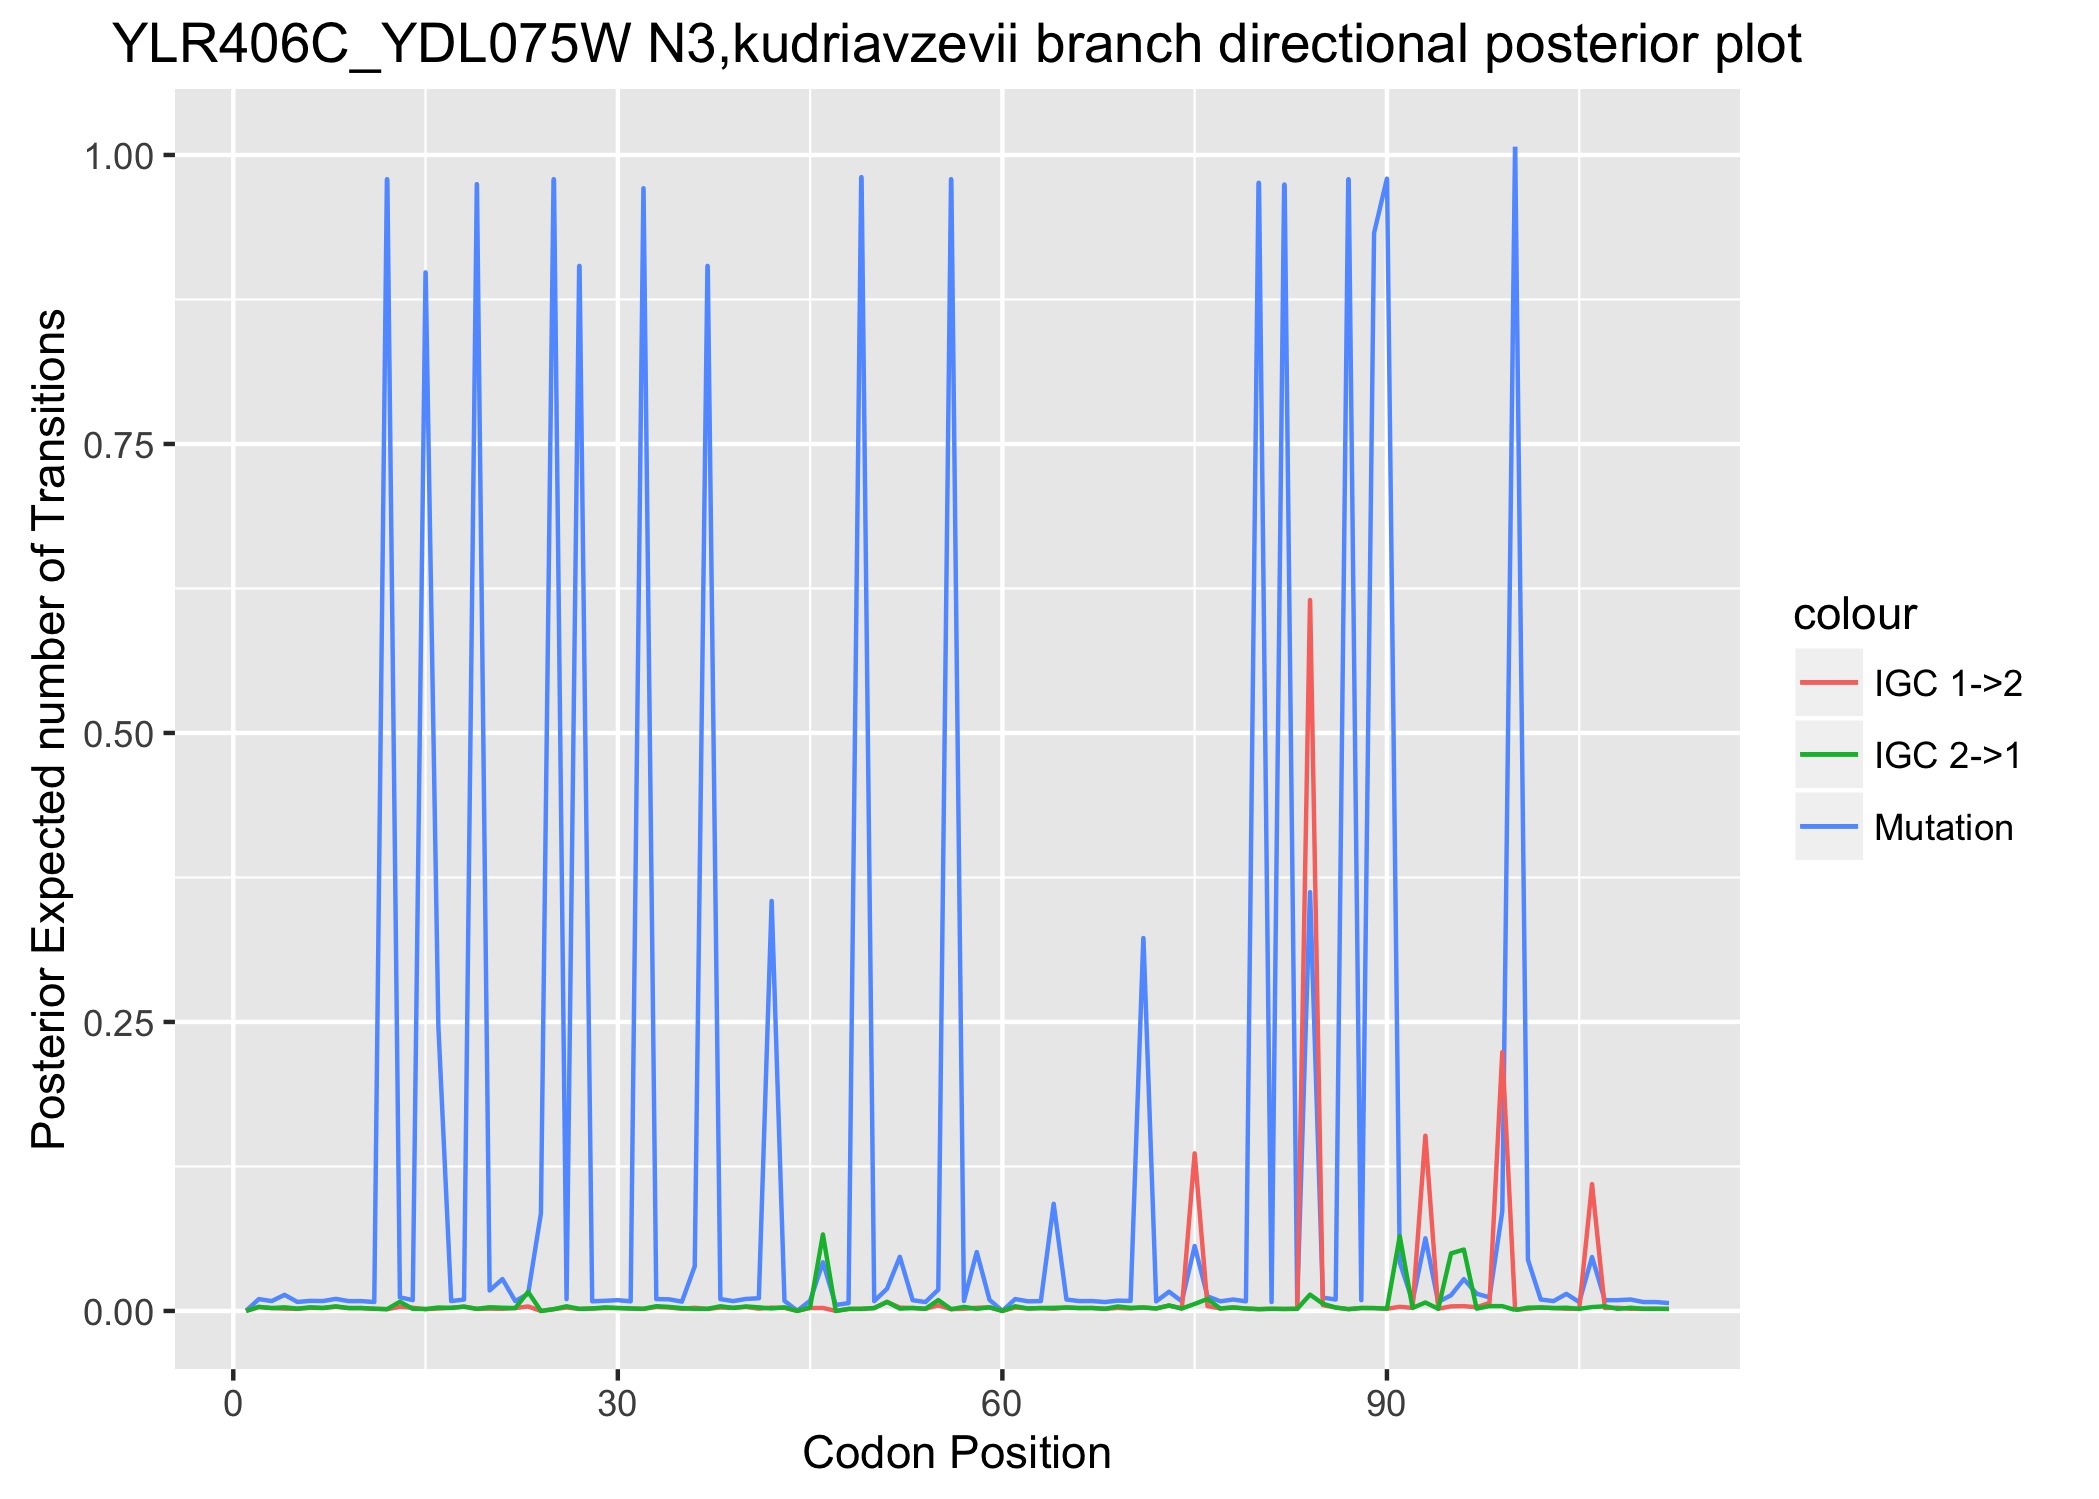 YLR406C_YDL075W N3,kudriavzevii branch directional posterior plot
Posterior Expected number of Transitions
1.00
0.75
0.50
0.25
0.00
0
30
60
90
Codon Position
colour
IGC 1->2
IGC 2->1
Mutation